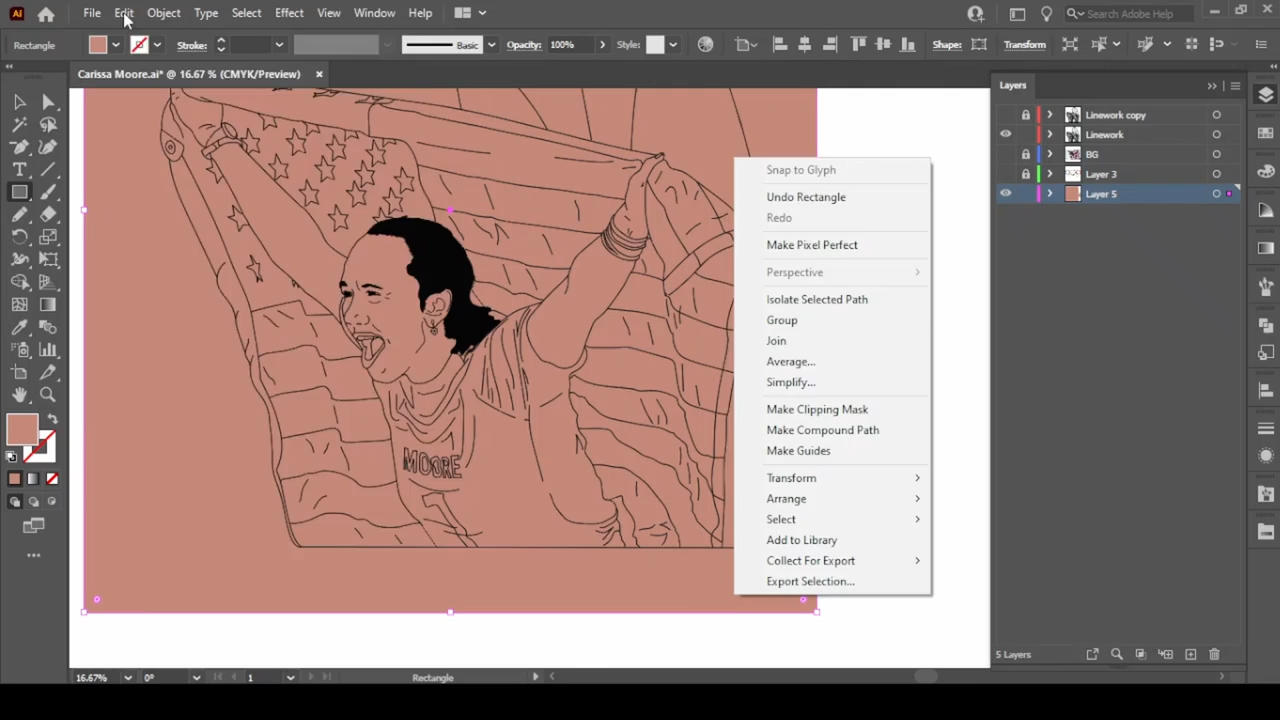 Ai File Edit Object Type Select Effect View Window Help Search Adobe Help
Rectangle Stroke: Basic Opacity: 100% Style: Shape: Transform
Carissa Moore.ai* @ 16.67 % (CMYK/Preview) ×
Layers
Linework copy
Linework
BG
Layer 3
Layer 5
Snap to Glyph
Undo Rectangle
Redo
Make Pixel Perfect
Perspective
Isolate Selected Path
Group
Join
Average...
Simplify...
Make Clipping Mask
Make Compound Path
Make Guides
Transform
Arrange
Select
Add to Library
Collect For Export
Export Selection...
MOORE
5 Layers
16.67% 0° 1 Rectangle